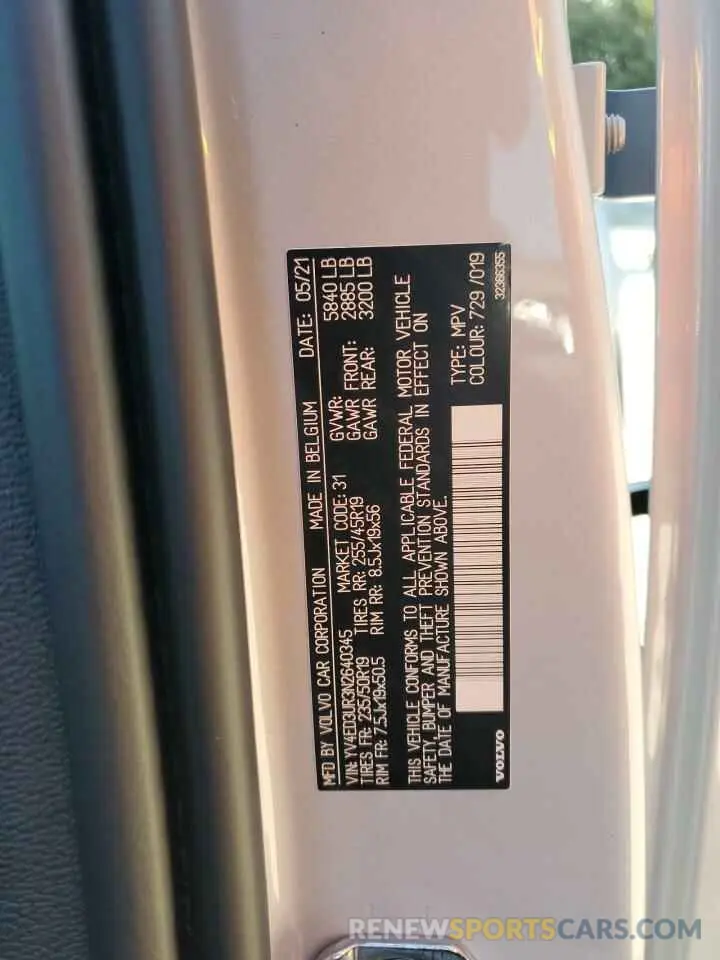 MFD BY VOLVO CAR CORPORATION MADE IN BELGIUM DATE: 05/21
VIN: YV4ED3UR3N2640345 MARKET CODE: 31 GVWR: 5840 LB
TIRES FR: 235/50R19 TIRES RR: 255/45R19 GAWR FRONT: 2885 LB
RIM FR: 7.5Jx19x50.5 RIM RR: 8.5Jx19x56 GAWR REAR: 3200 LB
THIS VEHICLE CONFORMS TO ALL APPLICABLE FEDERAL MOTOR VEHICLE
SAFETY, BUMPER AND THEFT PREVENTION STANDARDS IN EFFECT ON
THE DATE OF MANUFACTURE SHOWN ABOVE.
TYPE: MPV
COLOUR: 729 /019
VOLVO 32366355
RENEWSPORTSCARS.COM